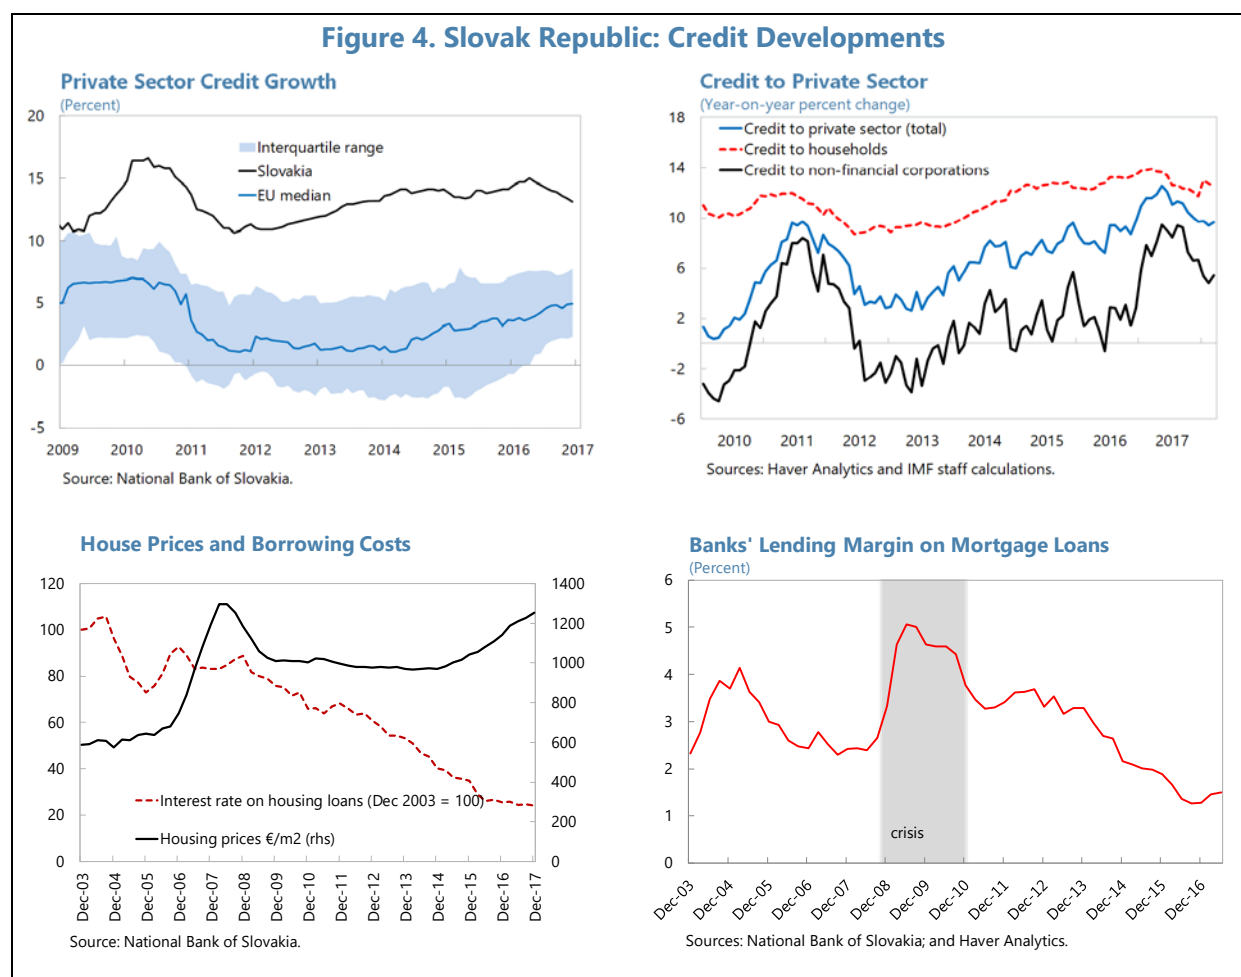 Figure 4. Slovak Republic: Credit Developments
Private Sector Credit Growth
(Percent)
20
15
10
5
0
-5
Interquartile range
Slovakia
EU median
2009 2010 2011 2012 2013 2014 2015 2016 2017
Source: National Bank of Slovakia.
Credit to Private Sector
(Year-on-year percent change)
18
14
10
6
2
-2
-6
Credit to private sector (total)
Credit to households
Credit to non-financial corporations
2010 2011 2012 2013 2014 2015 2016 2017
Sources: Haver Analytics and IMF staff calculations.
House Prices and Borrowing Costs
120
100
80
60
40
20
0
1400
1200
1000
800
600
400
200
0
Interest rate on housing loans (Dec 2003 = 100)
Housing prices €/m2 (rhs)
Dec-03 Dec-04 Dec-05 Dec-06 Dec-07 Dec-08 Dec-09 Dec-10 Dec-11 Dec-12 Dec-13 Dec-14 Dec-15 Dec-16 Dec-17
Source: National Bank of Slovakia.
Banks' Lending Margin on Mortgage Loans
(Percent)
6
5
4
3
2
1
0
crisis
Dec-03 Dec-04 Dec-05 Dec-06 Dec-07 Dec-08 Dec-09 Dec-10 Dec-11 Dec-12 Dec-13 Dec-14 Dec-15 Dec-16
Sources: National Bank of Slovakia; and Haver Analytics.